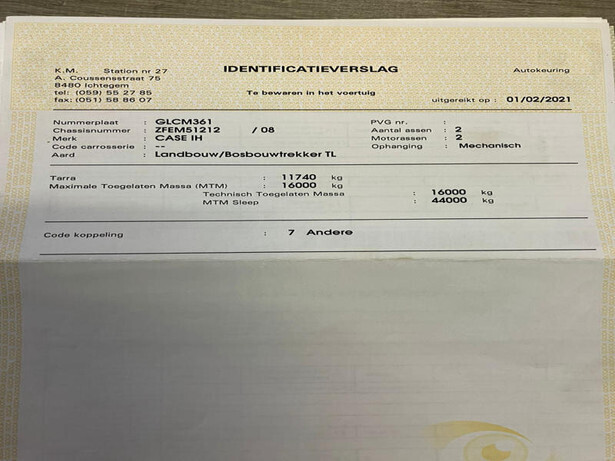 K.M. Station nr 27
A. Coussensstraat 75
8480 Ichtegem
tel: (059) 55 27 85
fax: (051) 58 86 07
IDENTIFICATIEVERSLAG
Te bewaren in het voertuig
Autokeuring
uitgereikt op : 01/02/2021
Nummerplaat : GLCM361
Chassisnummer : ZFEM51212 / 08
Merk : CASE IH
Code carrosserie : --
Aard : Landbouw/Bosbouwtrekker TL
PVG nr. :
Aantal assen : 2
Motorassen : 2
Ophanging : Mechanisch
Tarra : 11740 kg
Maximale Toegelaten Massa (MTM) : 16000 kg
Technisch Toegelaten Massa : 16000 kg
MTM Sleep : 44000 kg
Code koppeling : 7 Andere